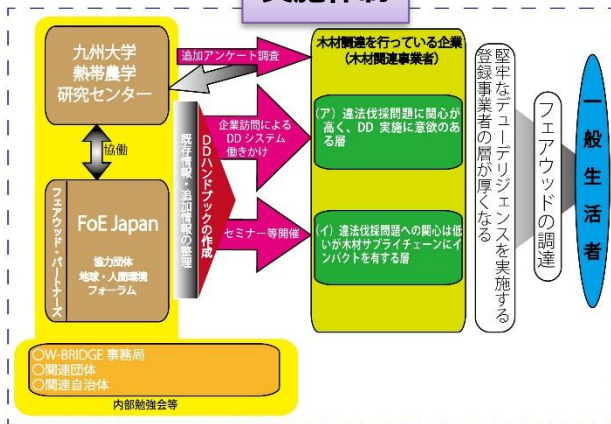 九州大学
熱帯農学
研究センター
協働
フェアウッド・パートナーズ
FoE Japan
協力団体
地球・人間環境
フォーラム
〇W-BRIDGE 事務局
〇関連団体
〇関連自治体
内部勉強会等
追加アンケート調査
既存情報・追加情報の整理
DDハンドブックの作成
企業訪問による
DD システム
働きかけ
セミナー等開催
木材調達を行っている企業
(木材関連事業者)
(ア)違法伐採問題に関心が
高く、DD 実施に意欲のあ
る層
(イ)違法伐採問題への関心は低
いが木材サプライチェーンにイ
ンパクトを有する層
堅牢なデューデリジェンスを実施する
登録事業者の層が厚くなる
フェアウッドの調達
一般生活者